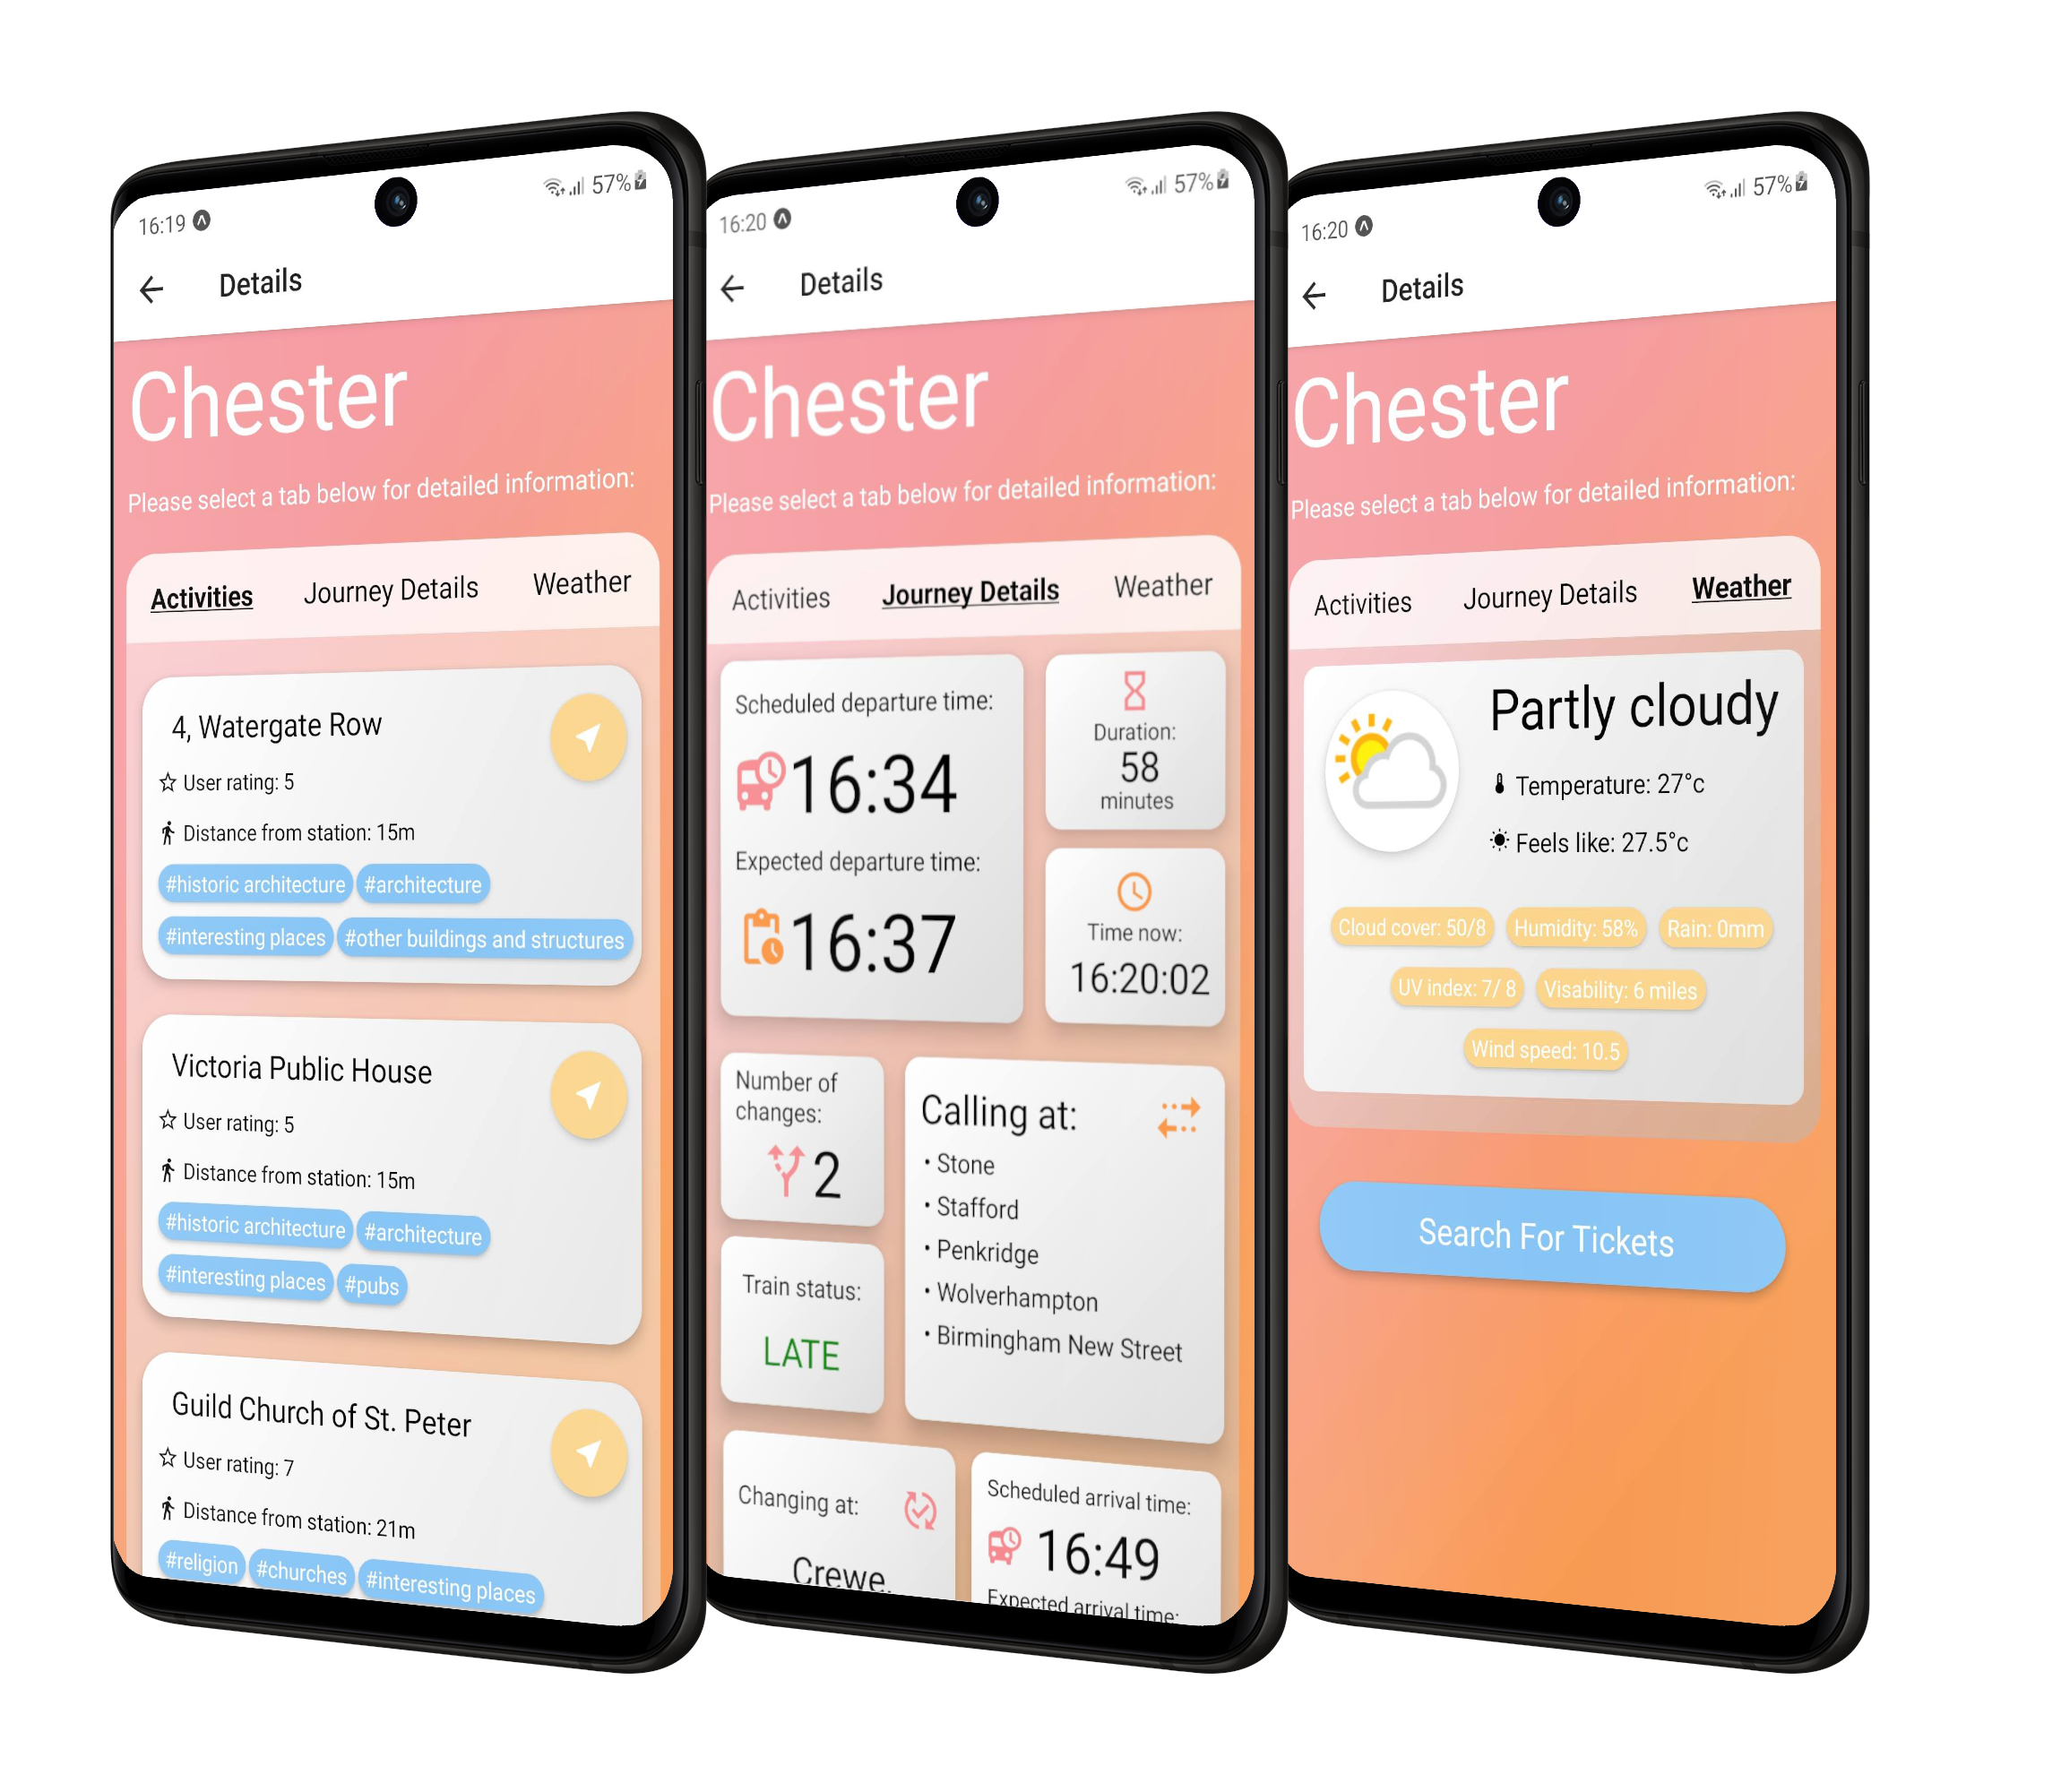 16:19
57%
Details
Chester
Please select a tab below for detailed information:
Activities Journey Details Weather
4, Watergate Row
User rating: 5
Distance from station: 15m
#historic architecture #architecture
#interesting places #other buildings and structures
Victoria Public House
User rating: 5
Distance from station: 15m
#historic architecture #architecture
#interesting places #pubs
Guild Church of St. Peter
User rating: 7
Distance from station: 21m
#religion #churches #interesting places
16:20
57%
Details
Chester
Please select a tab below for detailed information:
Activities Journey Details Weather
Scheduled departure time:
16:34
Expected departure time:
16:37
Duration:
58
minutes
Time now:
16:20:02
Number of
changes:
2
Train status:
LATE
Calling at:
• Stone
• Stafford
• Penkridge
• Wolverhampton
• Birmingham New Street
Changing at:
Crewe,
Scheduled arrival time:
16:49
Expected arrival time:
16:20
57%
Details
Chester
Please select a tab below for detailed information:
Activities Journey Details Weather
Partly cloudy
Temperature: 27°c
Feels like: 27.5°c
Cloud cover: 50/8 Humidity: 58% Rain: 0mm
UV index: 7/ 8 Visability: 6 miles
Wind speed: 10.5
Search For Tickets